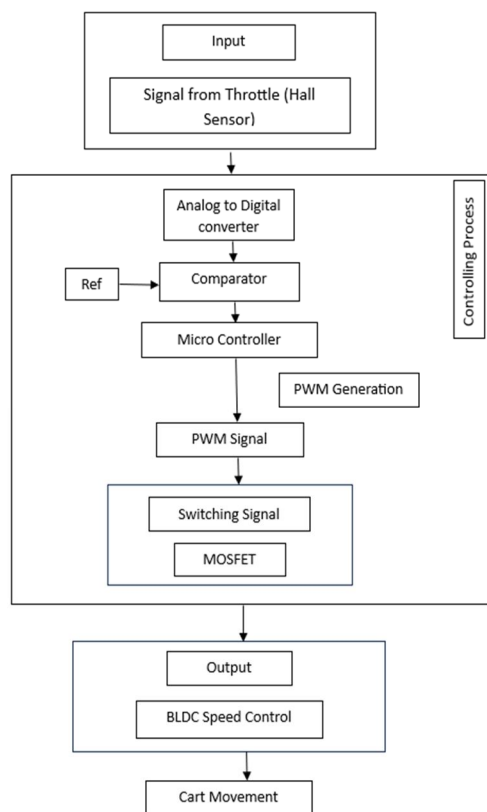 Input
Signal from Throttle (Hall
Sensor)
Analog to Digital
converter
Controlling Process
Ref
Comparator
Micro Controller
PWM Generation
PWM Signal
Switching Signal
MOSFET
Output
BLDC Speed Control
Cart Movement